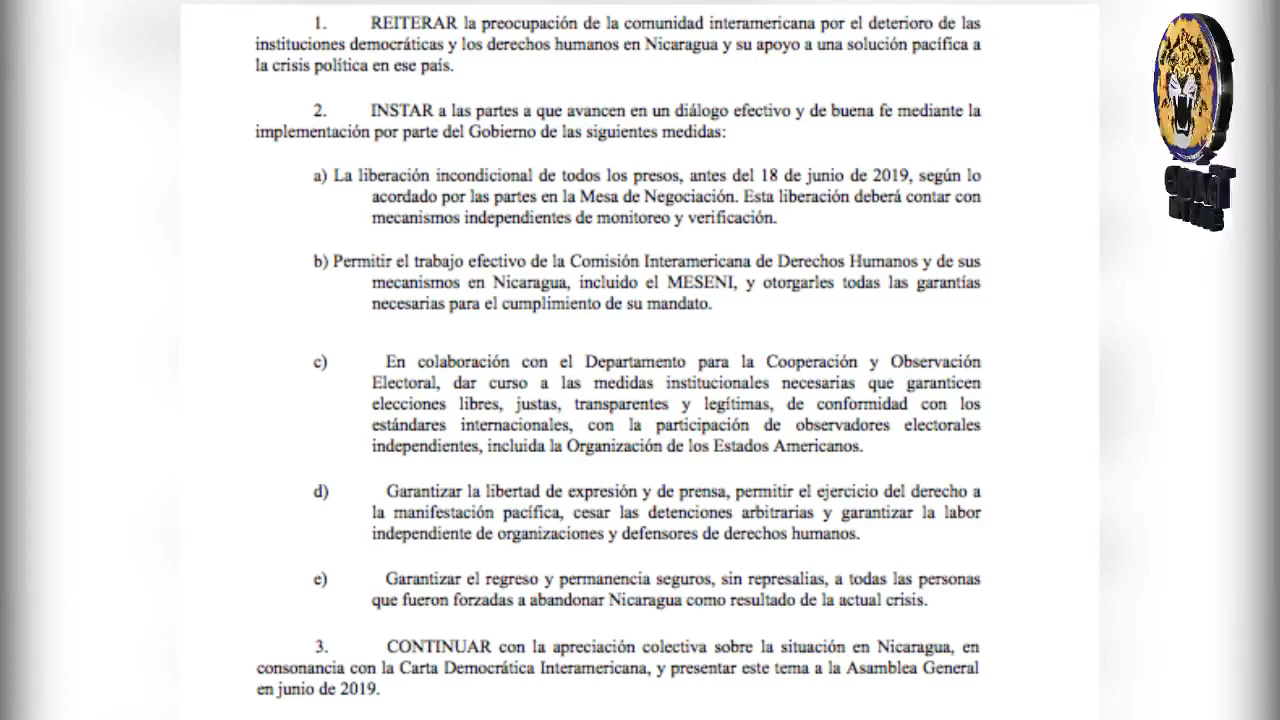 1. REITERAR la preocupación de la comunidad interamericana por el deterioro de las
instituciones democráticas y los derechos humanos en Nicaragua y su apoyo a una solución pacífica a
la crisis política en ese país.
2. INSTAR a las partes a que avancen en un diálogo efectivo y de buena fe mediante la
implementación por parte del Gobierno de las siguientes medidas:
a) La liberación incondicional de todos los presos, antes del 18 de junio de 2019, según lo
acordado por las partes en la Mesa de Negociación. Esta liberación deberá contar con
mecanismos independientes de monitoreo y verificación.
b) Permitir el trabajo efectivo de la Comisión Interamericana de Derechos Humanos y de sus
mecanismos en Nicaragua, incluido el MESENI, y otorgarles todas las garantías
necesarias para el cumplimiento de su mandato.
c) En colaboración con el Departamento para la Cooperación y Observación
Electoral, dar curso a las medidas institucionales necesarias que garanticen
elecciones libres, justas, transparentes y legítimas, de conformidad con los
estándares internacionales, con la participación de observadores electorales
independientes, incluida la Organización de los Estados Americanos.
d) Garantizar la libertad de expresión y de prensa, permitir el ejercicio del derecho a
la manifestación pacífica, cesar las detenciones arbitrarias y garantizar la labor
independiente de organizaciones y defensores de derechos humanos.
e) Garantizar el regreso y permanencia seguros, sin represalias, a todas las personas
que fueron forzadas a abandonar Nicaragua como resultado de la actual crisis.
3. CONTINUAR con la apreciación colectiva sobre la situación en Nicaragua, en
consonancia con la Carta Democrática Interamericana, y presentar este tema a la Asamblea General
en junio de 2019.